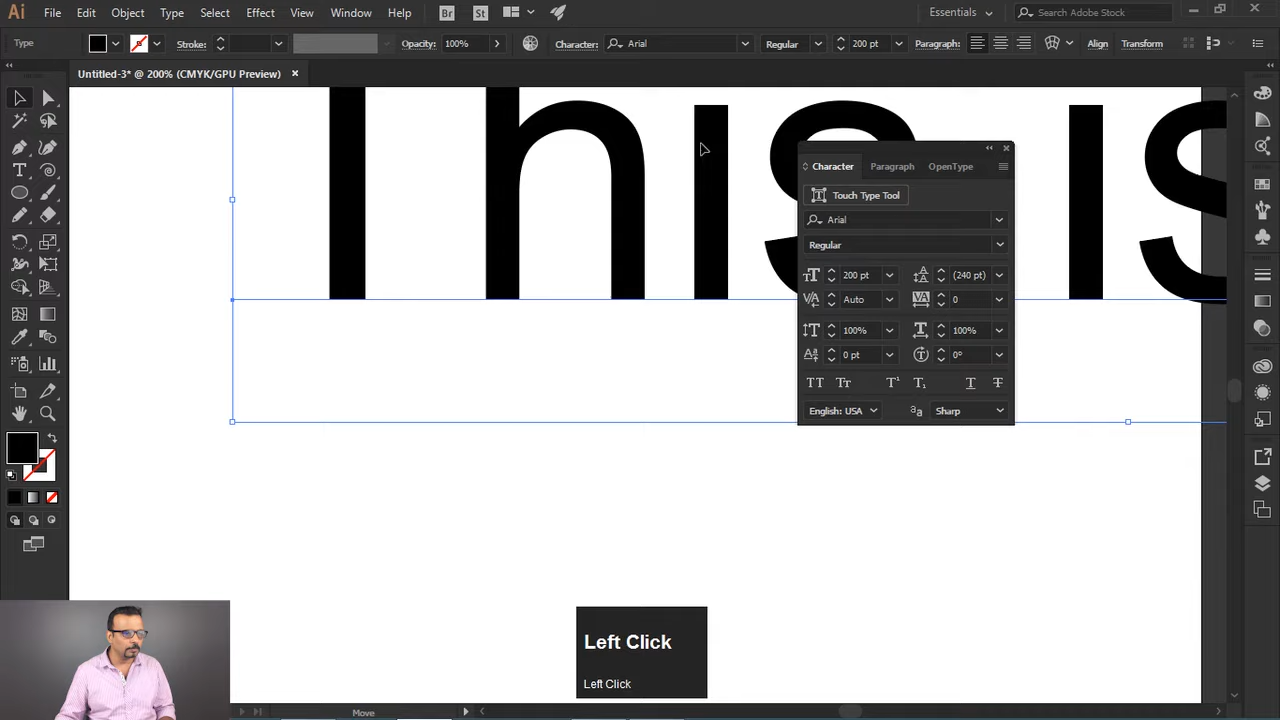 Ai File Edit Object Type Select Effect View Window Help Br St Essentials Search Adobe Stock
Type Stroke: Opacity: 100% Character: Arial Regular 200 pt Paragraph: Align Transform
Untitled-3* @ 200% (CMYK/GPU Preview)
This is
Character Paragraph OpenType
Touch Type Tool
Arial
Regular
200 pt (240 pt)
Auto 0
100% 100%
0 pt 0°
English: USA Sharp
Left Click
Left Click
Move